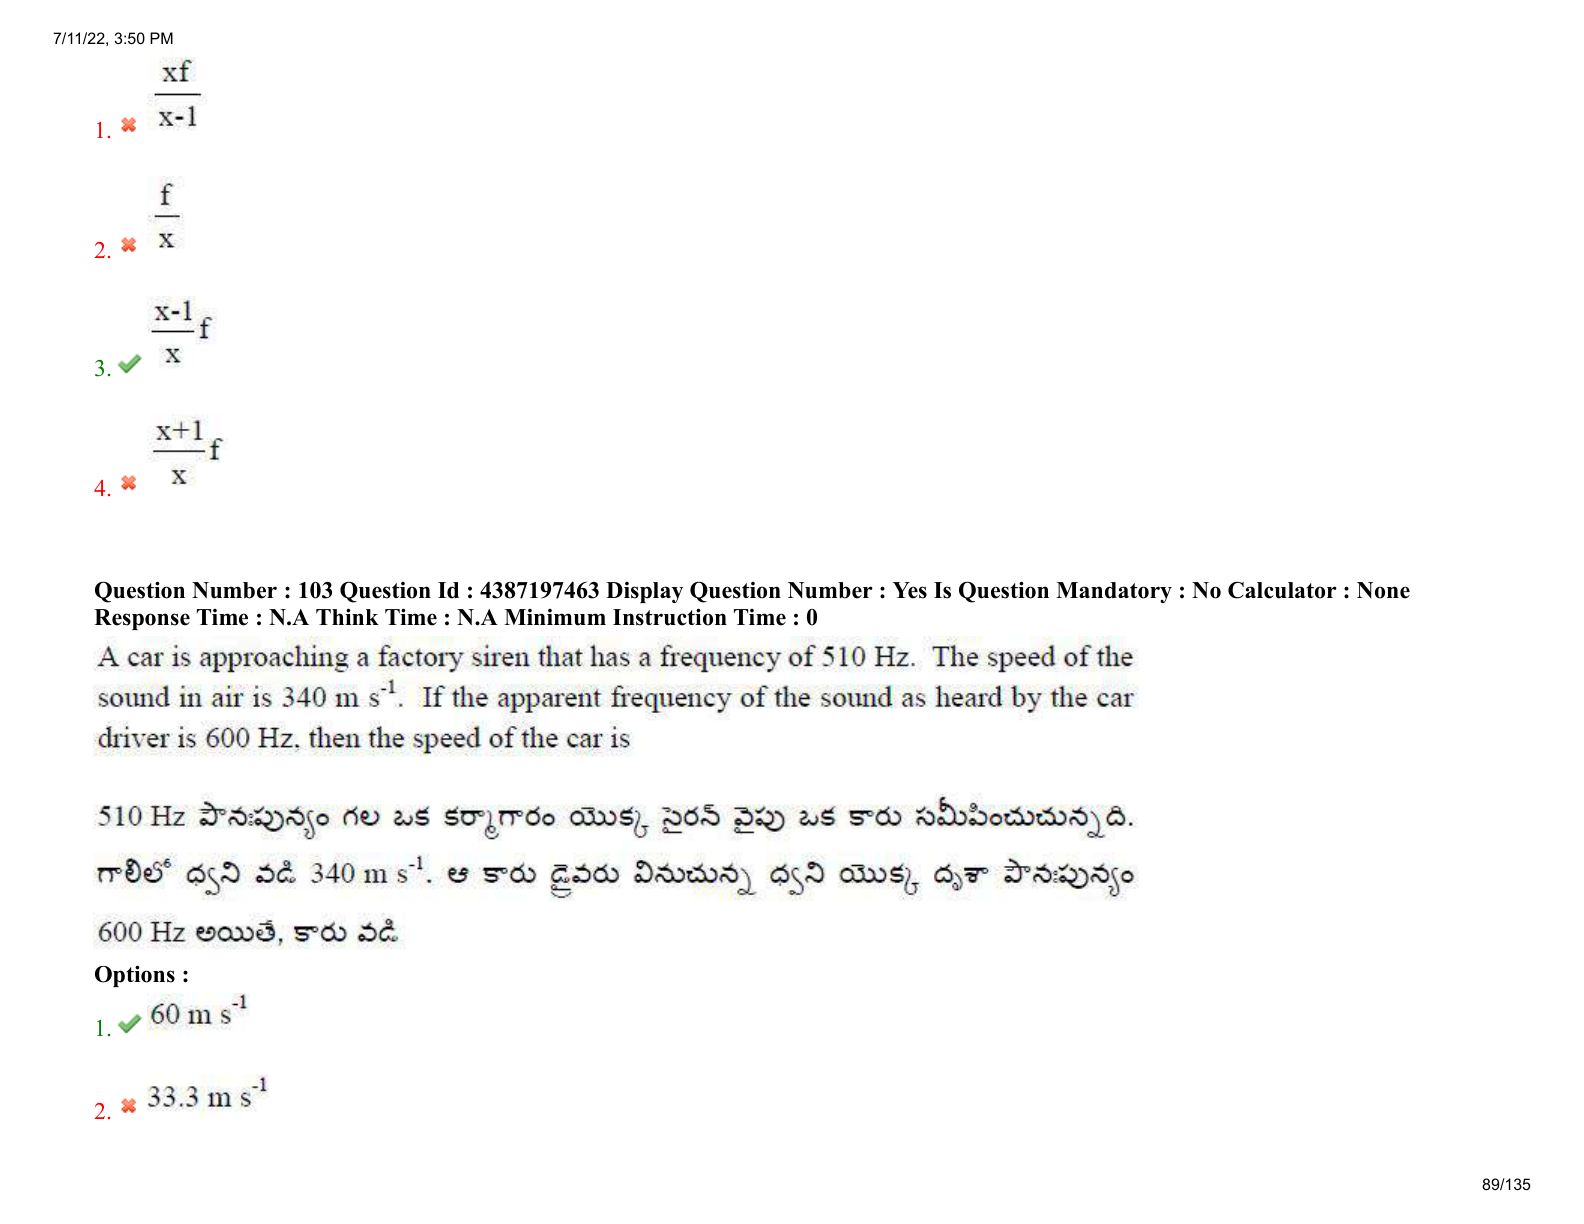 7/11/22, 3:50 PM
xf
x-1
1.
f
x
2.
x-1
f
x
3.
x+1
f
x
4.
Question Number : 103 Question Id : 4387197463 Display Question Number : Yes Is Question Mandatory : No Calculator : None
Response Time : N.A Think Time : N.A Minimum Instruction Time : 0
A car is approaching a factory siren that has a frequency of 510 Hz. The speed of the
sound in air is 340 m s-1. If the apparent frequency of the sound as heard by the car
driver is 600 Hz, then the speed of the car is
510 Hz పౌనఃపున్యం గల ఒక కర్మాగారం యొక్క సైరన్ వైపు ఒక కారు సమీపించుచున్నది.
గాలిలో ధ్వని వడి 340 m s-1. ఆ కారు డ్రైవరు వినుచున్న ధ్వని యొక్క దృశా పౌనఃపున్యం
600 Hz అయితే, కారు వడి
Options :
1. 60 m s-1
2. 33.3 m s-1
89/135